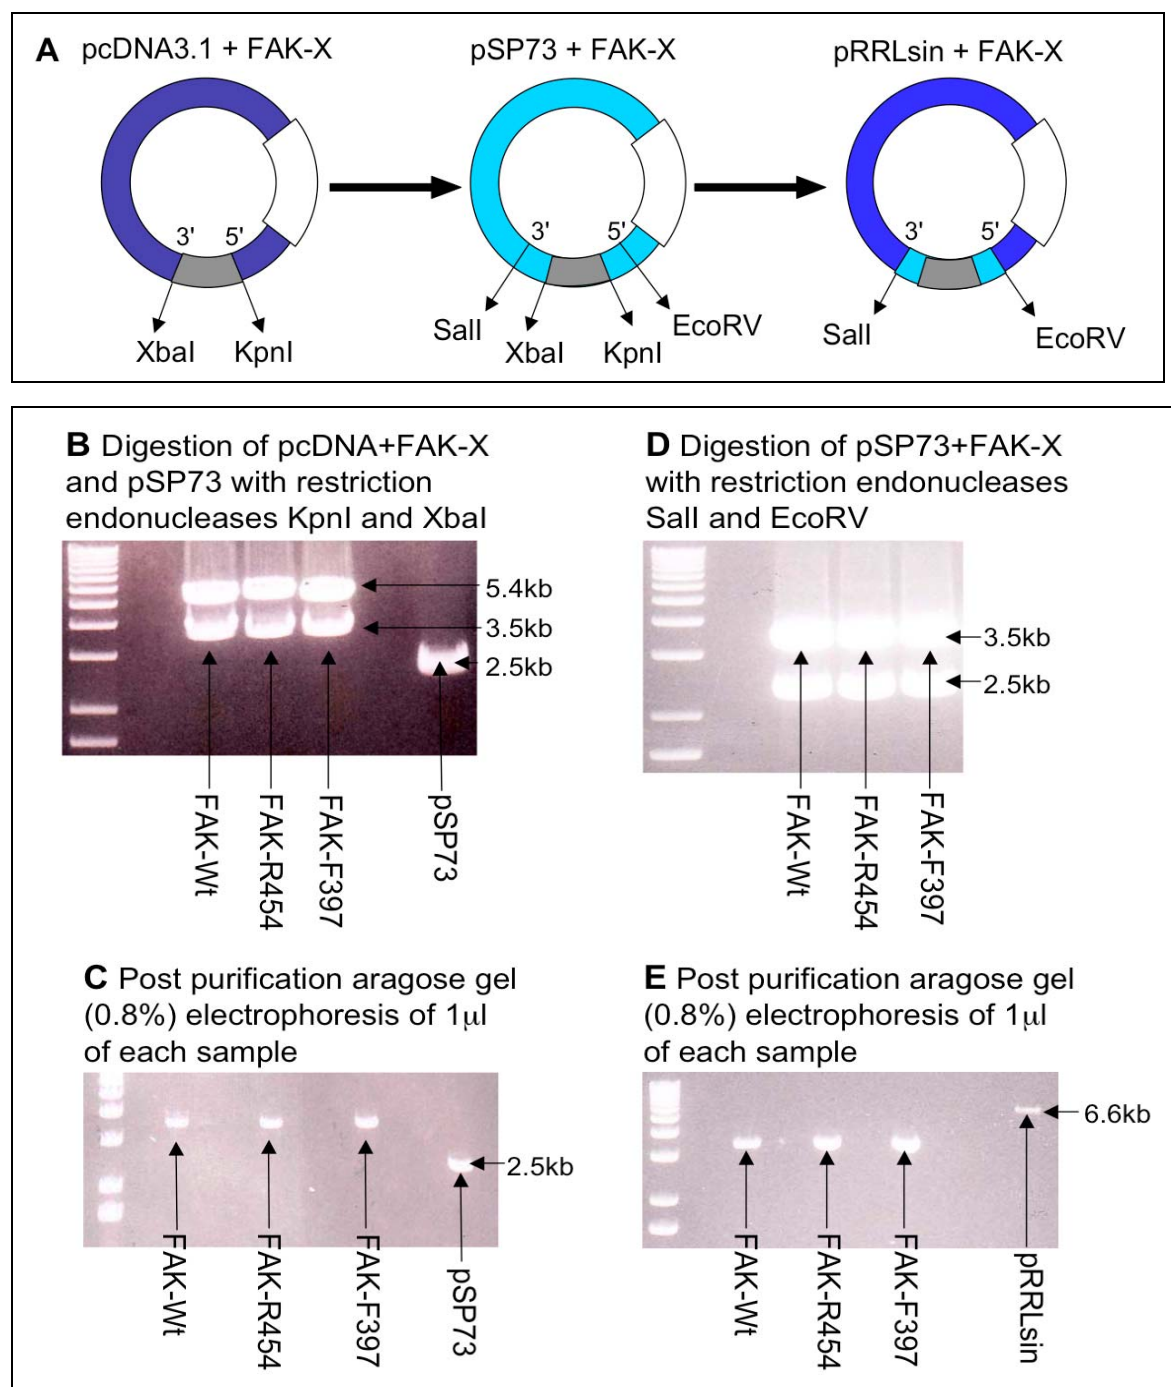 A pcDNA3.1 + FAK-X
pSP73 + FAK-X
pRRLsin + FAK-X
3' 5'
XbaI KpnI
3' 5'
SalI XbaI KpnI EcoRV
3' 5'
SalI EcoRV
B Digestion of pcDNA+FAK-X
and pSP73 with restriction
endonucleases KpnI and XbaI
5.4kb
3.5kb
2.5kb
FAK-Wt
FAK-R454
FAK-F397
pSP73
D Digestion of pSP73+FAK-X
with restriction endonucleases
SalI and EcoRV
3.5kb
2.5kb
FAK-Wt
FAK-R454
FAK-F397
C Post purification aragose gel
(0.8%) electrophoresis of 1μl
of each sample
2.5kb
FAK-Wt
FAK-R454
FAK-F397
pSP73
E Post purification aragose gel
(0.8%) electrophoresis of 1μl
of each sample
6.6kb
FAK-Wt
FAK-R454
FAK-F397
pRRLsin